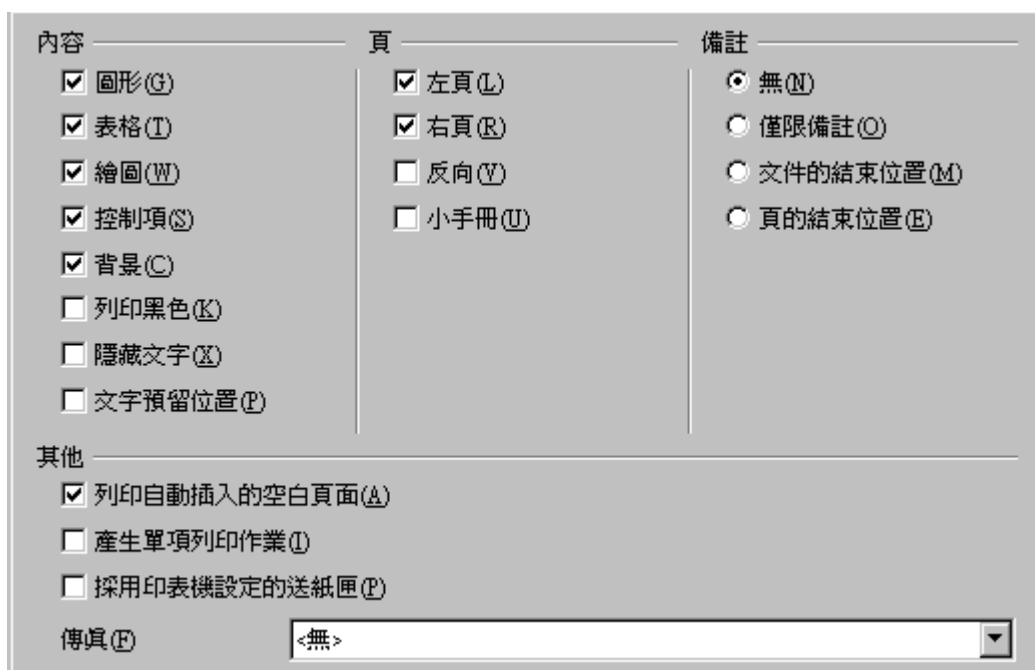 內容
圖形(G)
表格(T)
繪圖(W)
控制項(S)
背景(C)
列印黑色(K)
隱藏文字(X)
文字預留位置(P)
頁
左頁(L)
右頁(R)
反向(V)
小手冊(U)
備註
無(N)
僅限備註(O)
文件的結束位置(M)
頁的結束位置(E)
其他
列印自動插入的空白頁面(A)
產生單項列印作業(I)
採用印表機設定的送紙匣(P)
傳真(F)
<無>